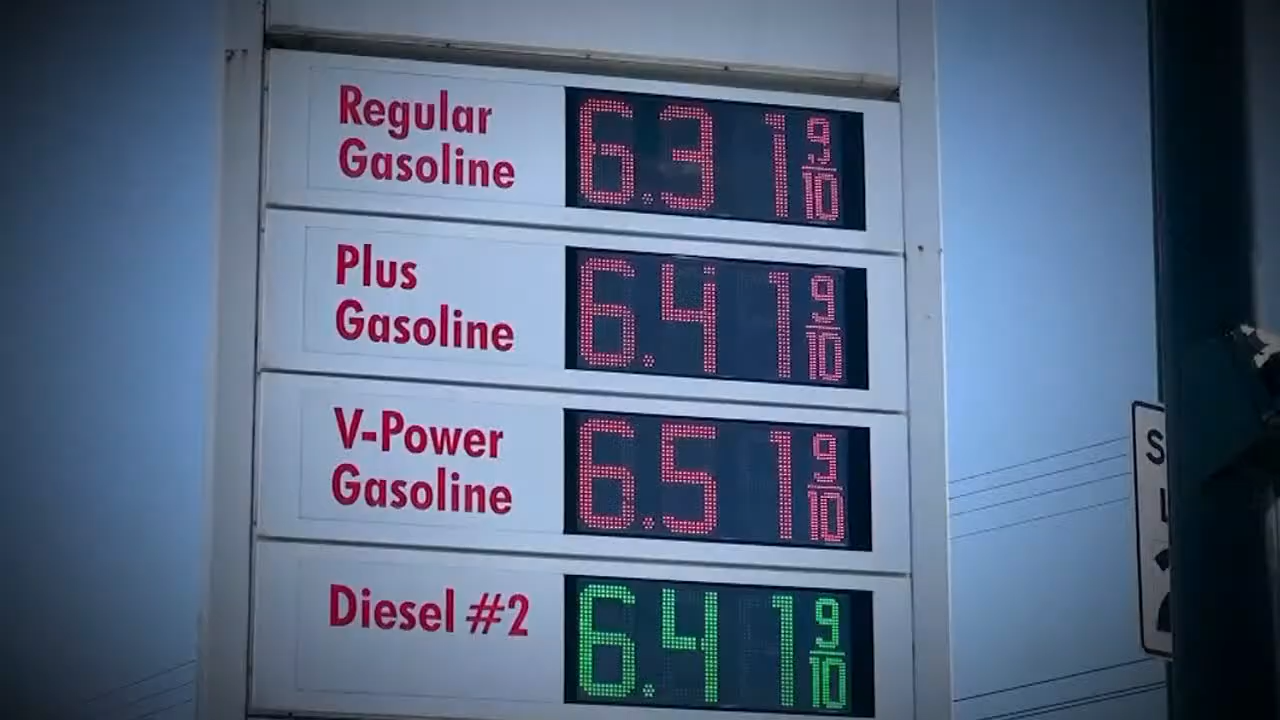 Regular
Gasoline
6.31 9/10
Plus
Gasoline
6.41 9/10
V-Power
Gasoline
6.51 9/10
Diesel #2
6.41 9/10
S
L